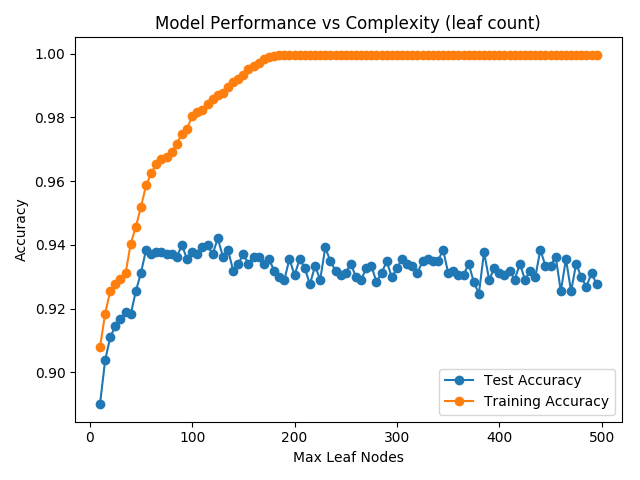 Model Performance vs Complexity (leaf count)
1.00
0.98
0.96
0.94
0.92
0.90
Accuracy
0
100
200
300
400
500
Max Leaf Nodes
Test Accuracy
Training Accuracy